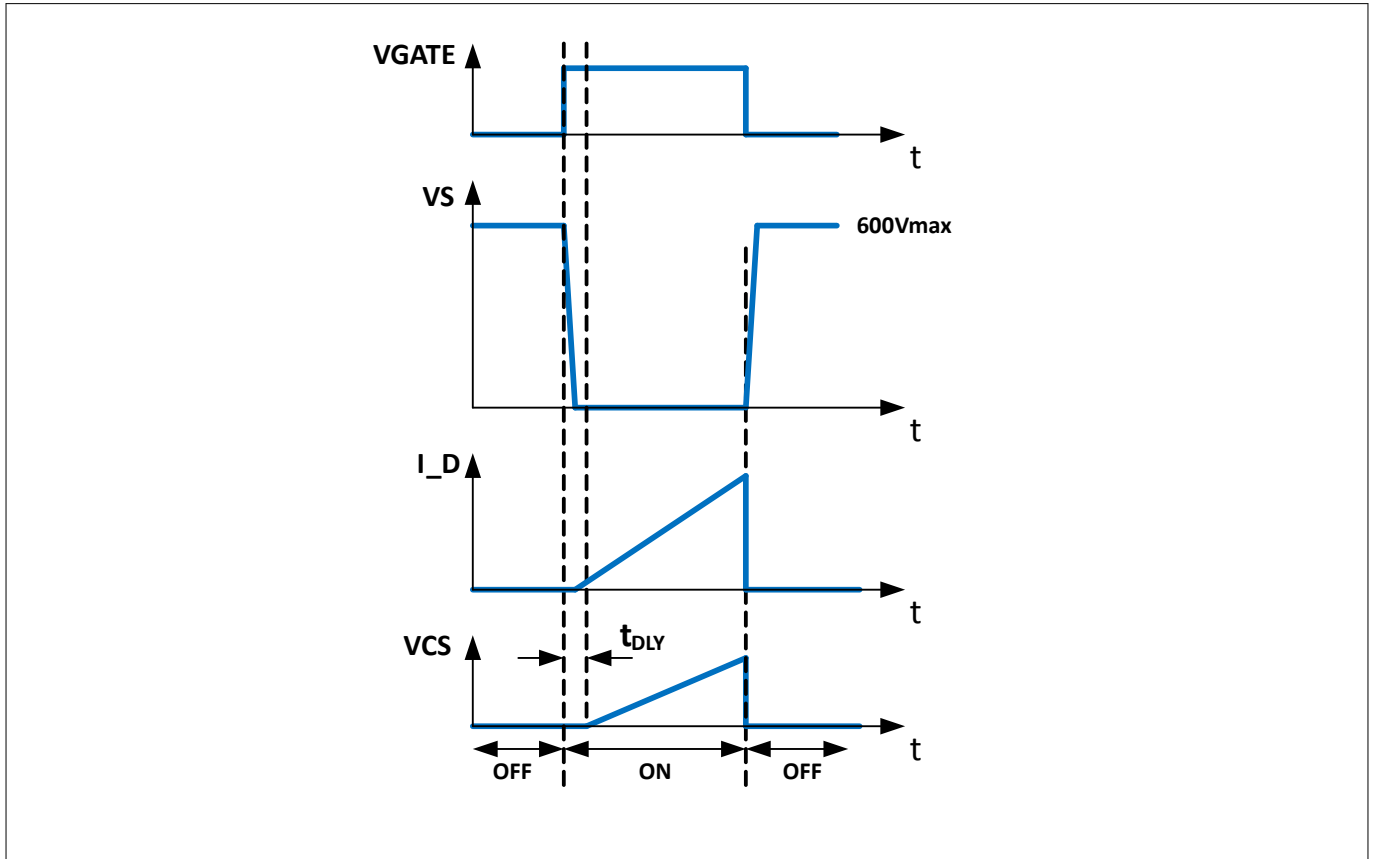 VGATE
t
VS
600Vmax
t
I_D
t
VCS
tDLY
t
OFF
ON
OFF